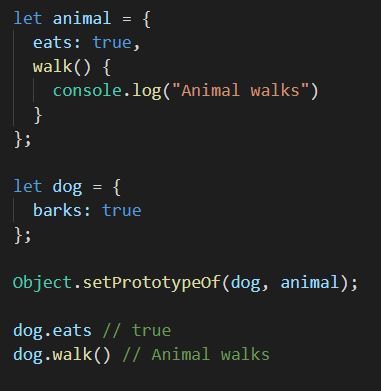 let animal = {
  eats: true,
  walk() {
    console.log("Animal walks")
  }
};

let dog = {
  barks: true
};

Object.setPrototypeOf(dog, animal);

dog.eats // true
dog.walk() // Animal walks